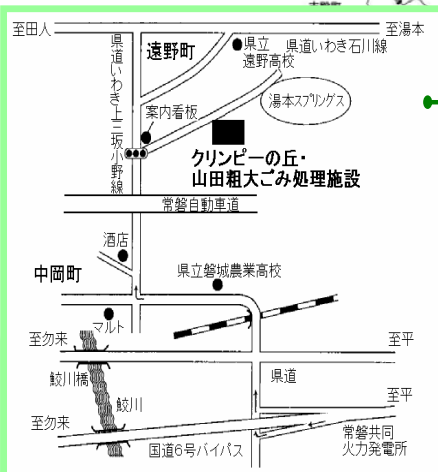 至田人
至湯本
県道いわき上三坂小野線
遠野町
県立
遠野高校
県道いわき石川線
湯本スプリングス
案内看板
クリンピーの丘・
山田粗大ごみ処理施設
常磐自動車道
酒店
中岡町
県立磐城農業高校
マルト
至勿来
至平
鮫川橋
県道
鮫川
至平
至勿来
国道6号バイパス
常磐共同
火力発電所